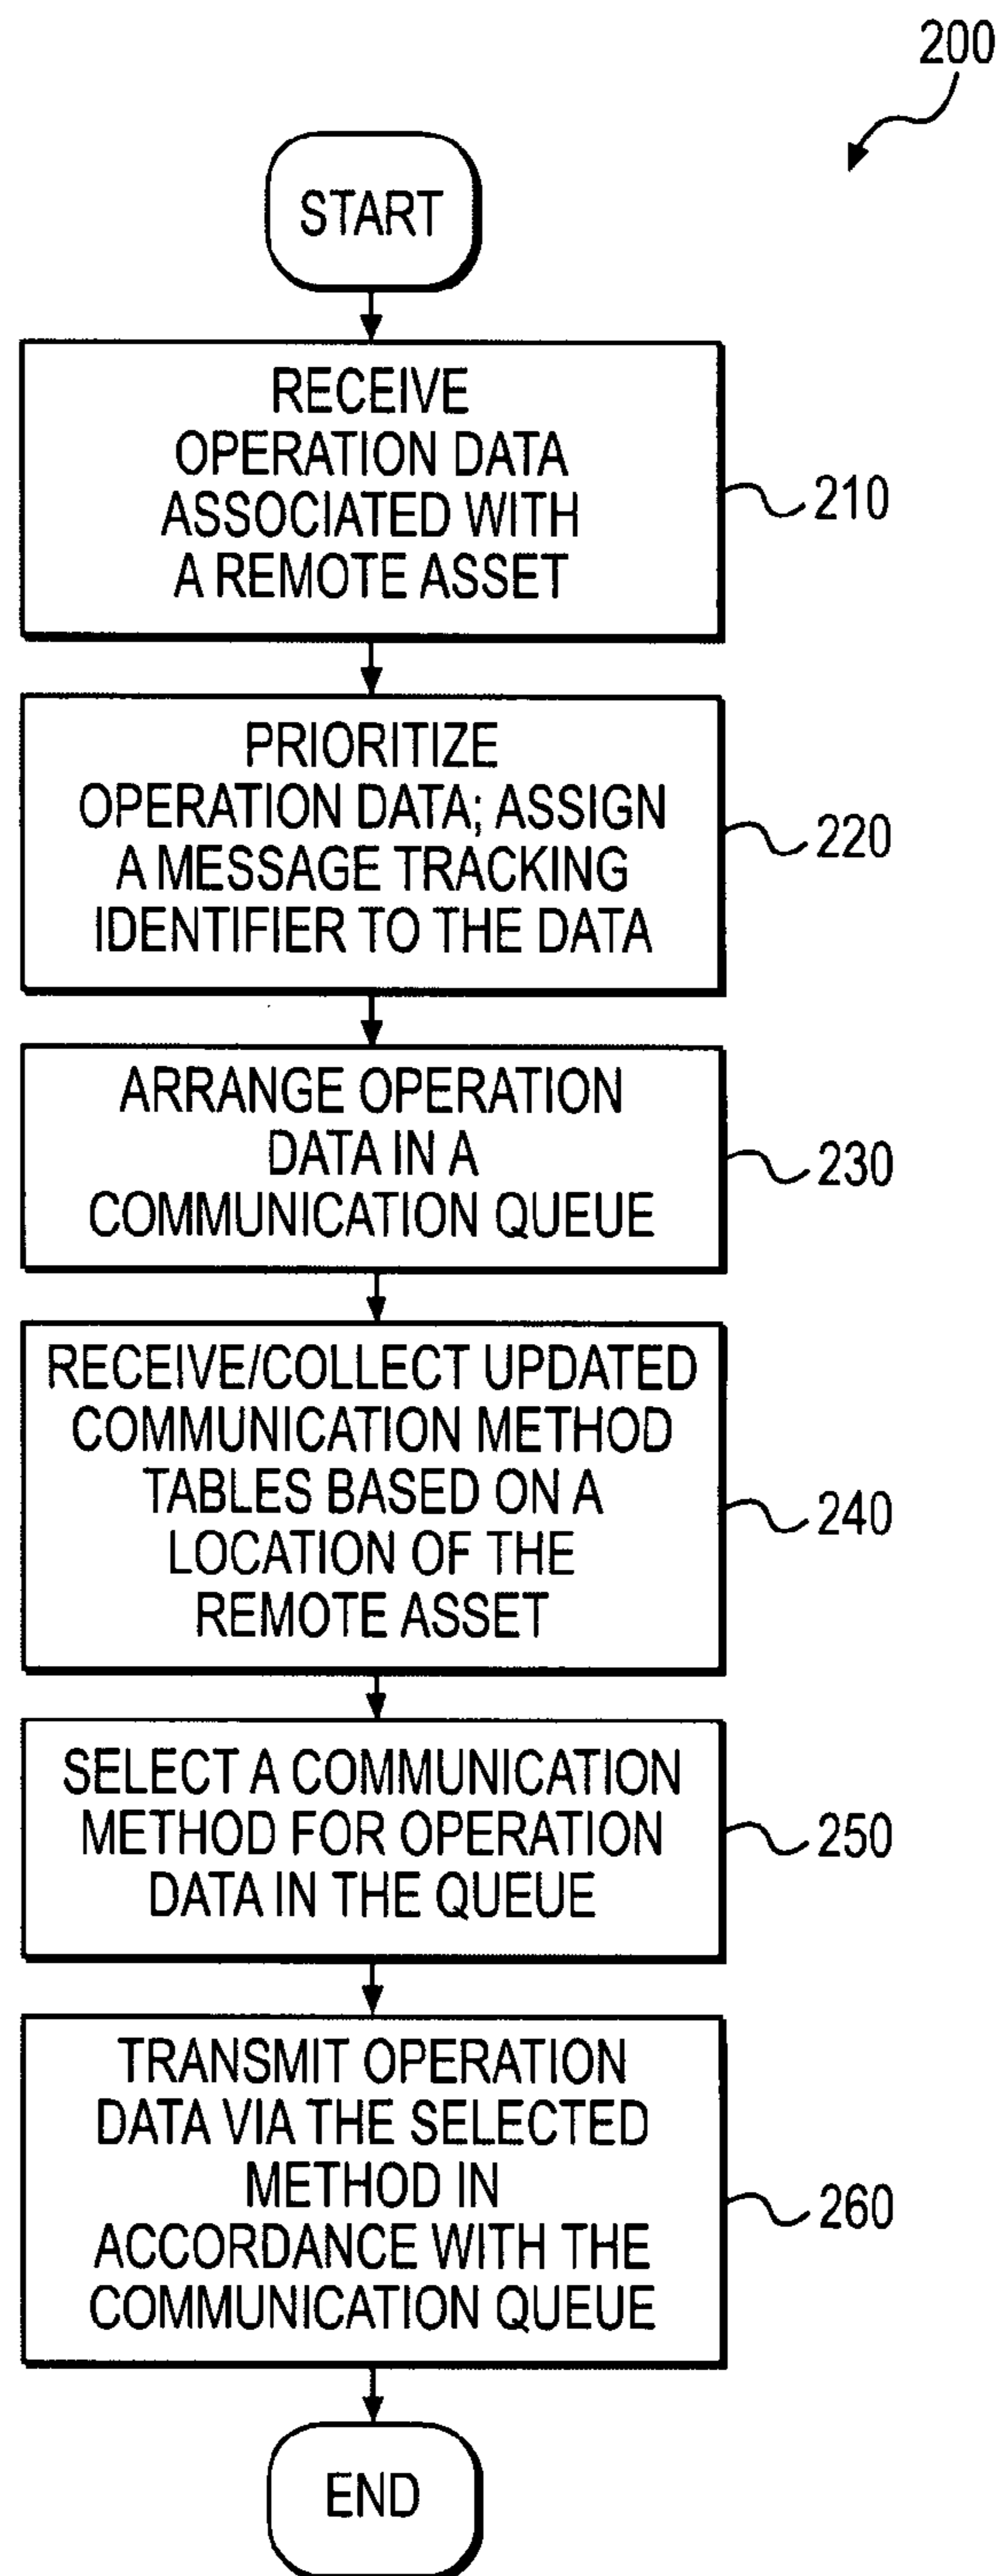 200
START
RECEIVE
OPERATION DATA
ASSOCIATED WITH
A REMOTE ASSET
210
PRIORITIZE
OPERATION DATA; ASSIGN
A MESSAGE TRACKING
IDENTIFIER TO THE DATA
220
ARRANGE OPERATION
DATA IN A
COMMUNICATION QUEUE
230
RECEIVE/COLLECT UPDATED
COMMUNICATION METHOD
TABLES BASED ON A
LOCATION OF THE
REMOTE ASSET
240
SELECT A COMMUNICATION
METHOD FOR OPERATION
DATA IN THE QUEUE
250
TRANSMIT OPERATION
DATA VIA THE SELECTED
METHOD IN
ACCORDANCE WITH THE
COMMUNICATION QUEUE
260
END